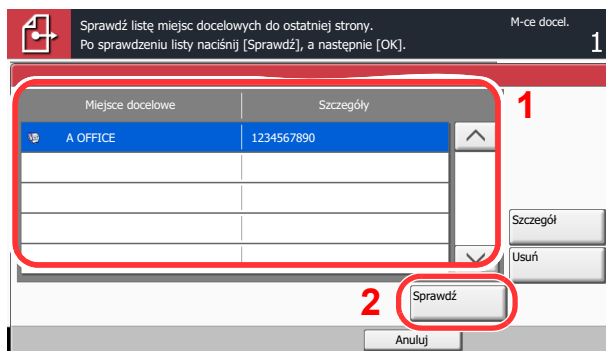 Sprawdź listę miejsc docelowych do ostatniej strony.
Po sprawdzeniu listy naciśnij [Sprawdź], a następnie [OK].
M-ce docel.
1
1
Miejsce docelowe Szczegóły
A OFFICE 1234567890
Szczegół
Usuń
2
Sprawdź
Anuluj